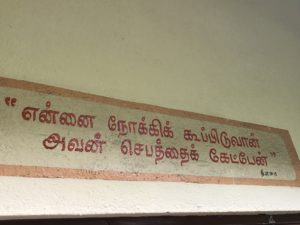 "என்னை நோக்கிக் கூப்பிடுவான்
அவன் செபத்தைக் கேட்பேன்"